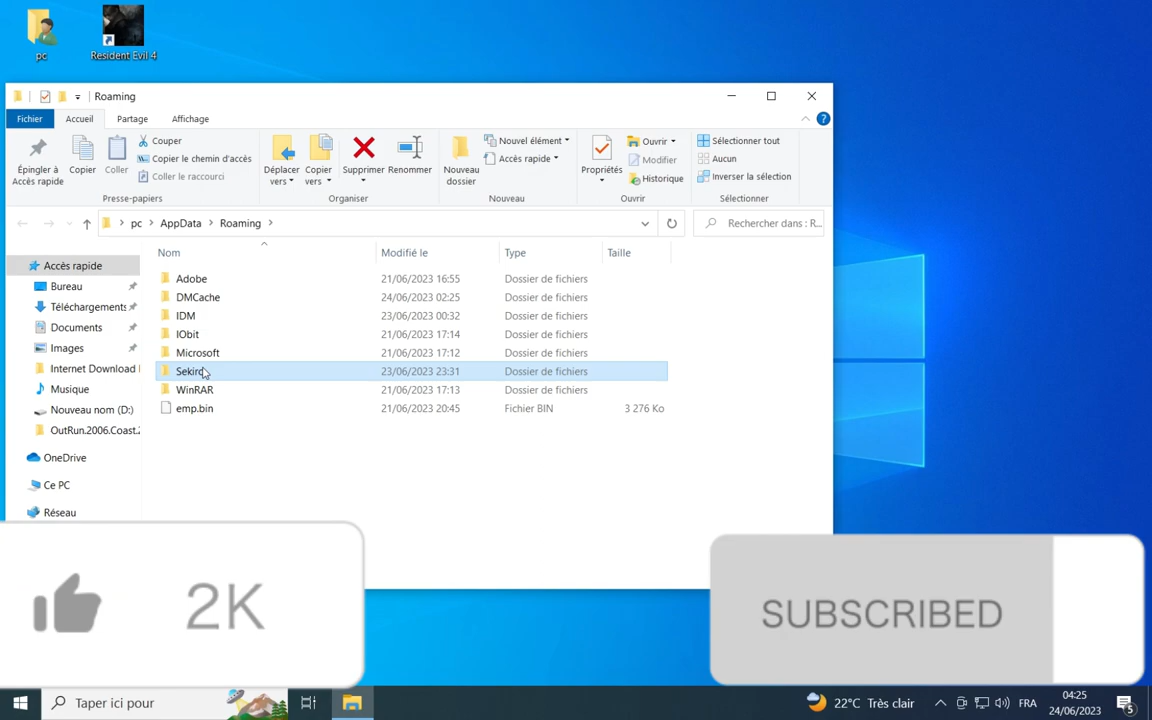 pc
Resident Evil 4
Roaming
Fichier
Accueil
Partage
Affichage
Épingler à
Accès rapide
Copier
Coller
Couper
Copier le chemin d'accès
Coller le raccourci
Presse-papiers
Déplacer
vers
Copier
vers
Supprimer
Renommer
Organiser
Nouveau
dossier
Nouvel élément
Accès rapide
Nouveau
Propriétés
Ouvrir
Modifier
Historique
Ouvrir
Sélectionner tout
Aucun
Inverser la sélection
Sélectionner
pc > AppData > Roaming >
Rechercher dans : R...
Nom Modifié le Type Taille
Accès rapide
Bureau
Téléchargements
Documents
Images
Internet Download
Musique
Nouveau nom (D:)
OutRun.2006.Coast.2
OneDrive
Ce PC
Réseau
Adobe 21/06/2023 16:55 Dossier de fichiers
DMCache 24/06/2023 02:25 Dossier de fichiers
IDM 23/06/2023 00:32 Dossier de fichiers
IObit 21/06/2023 17:14 Dossier de fichiers
Microsoft 21/06/2023 17:12 Dossier de fichiers
Sekiro 23/06/2023 23:31 Dossier de fichiers
WinRAR 21/06/2023 17:13 Dossier de fichiers
emp.bin 21/06/2023 20:45 Fichier BIN 3 276 Ko
2K
SUBSCRIBED
Taper ici pour
22°C Très clair
FRA
04:25
24/06/2023
5